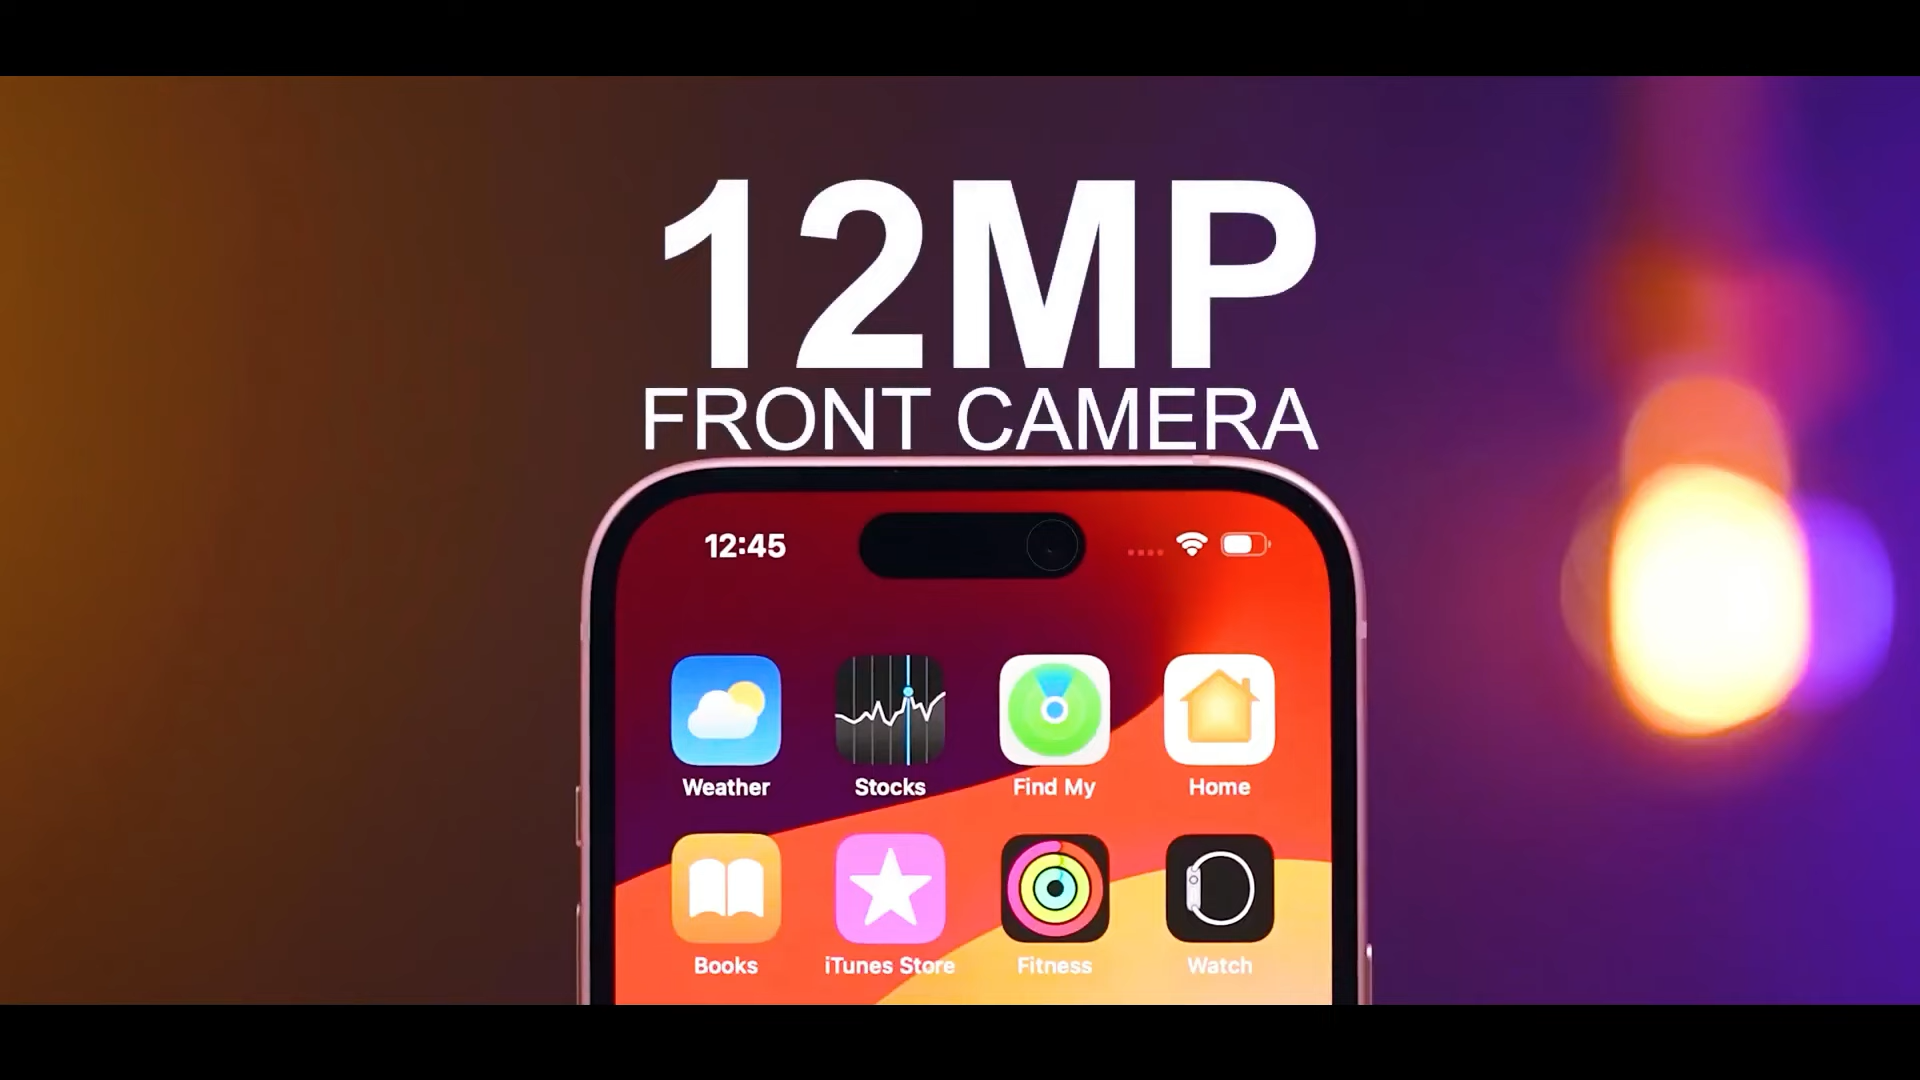 12MP
FRONT CAMERA
12:45
Weather Stocks Find My Home
Books iTunes Store Fitness Watch